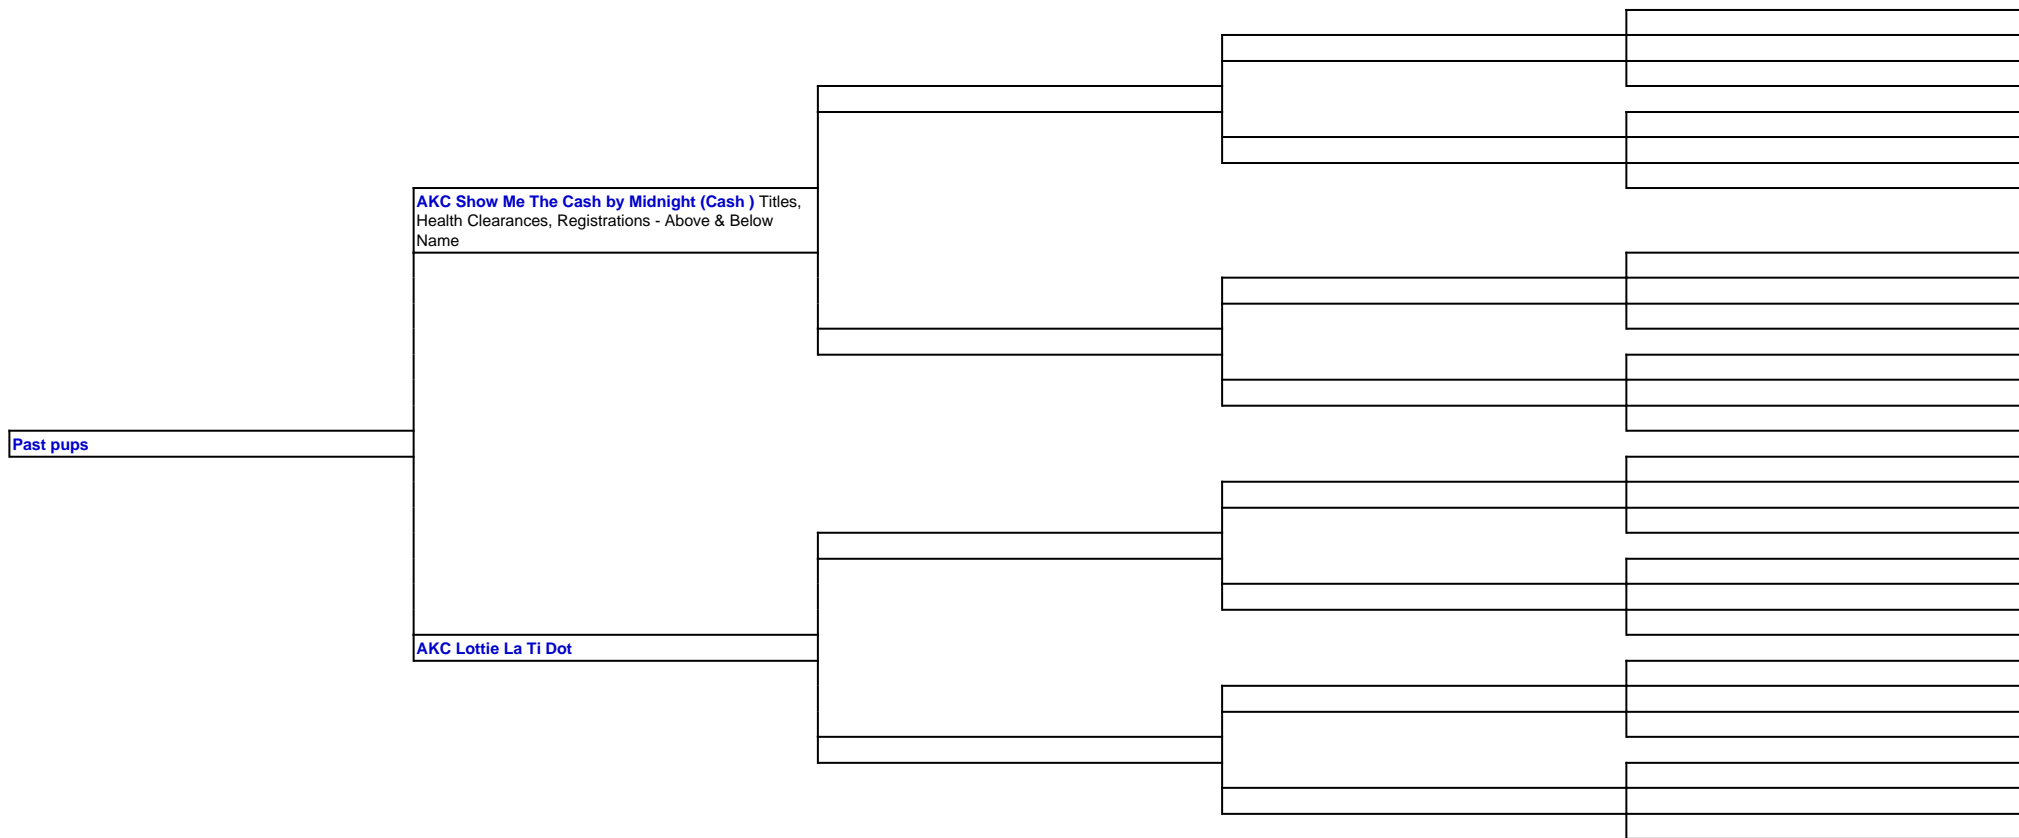 AKC Show Me The Cash by Midnight (Cash ) Titles,
Health Clearances, Registrations - Above & Below
Name
Past pups
AKC Lottie La Ti Dot